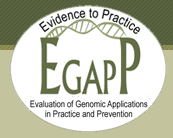 Evidence to Practice
EGAPP
Evaluation of Genomic Applications
in Practice and Prevention